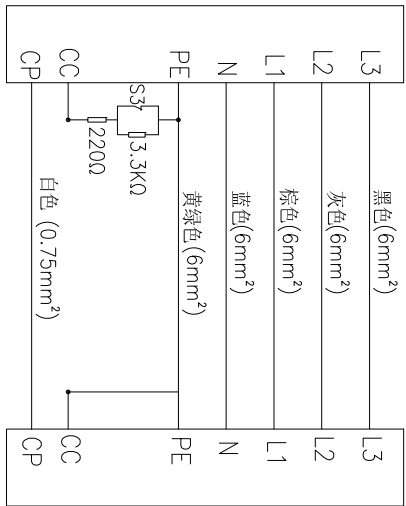 L3
L2
L1
N
PE
CC
CP
黑色(6mm²)
灰色(6mm²)
棕色(6mm²)
蓝色(6mm²)
黄绿色(6mm²)
S3'
3.3KΩ
220Ω
白色 (0.75mm²)
L3
L2
L1
N
PE
CC
CP